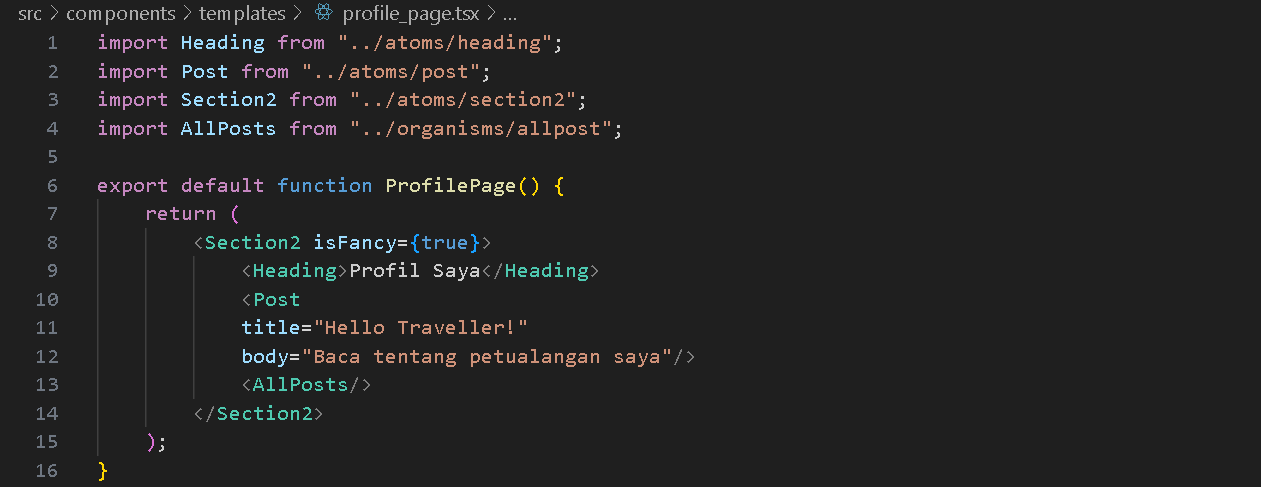 src > components > templates > profile_page.tsx > ...
1 import Heading from "../atoms/heading";
2 import Post from "../atoms/post";
3 import Section2 from "../atoms/section2";
4 import AllPosts from "../organisms/allpost";
5
6 export default function ProfilePage() {
7     return (
8         <Section2 isFancy={true}>
9             <Heading>Profil Saya</Heading>
10             <Post
11             title="Hello Traveller!"
12             body="Baca tentang petualangan saya"/>
13             <AllPosts/>
14         </Section2>
15     );
16 }